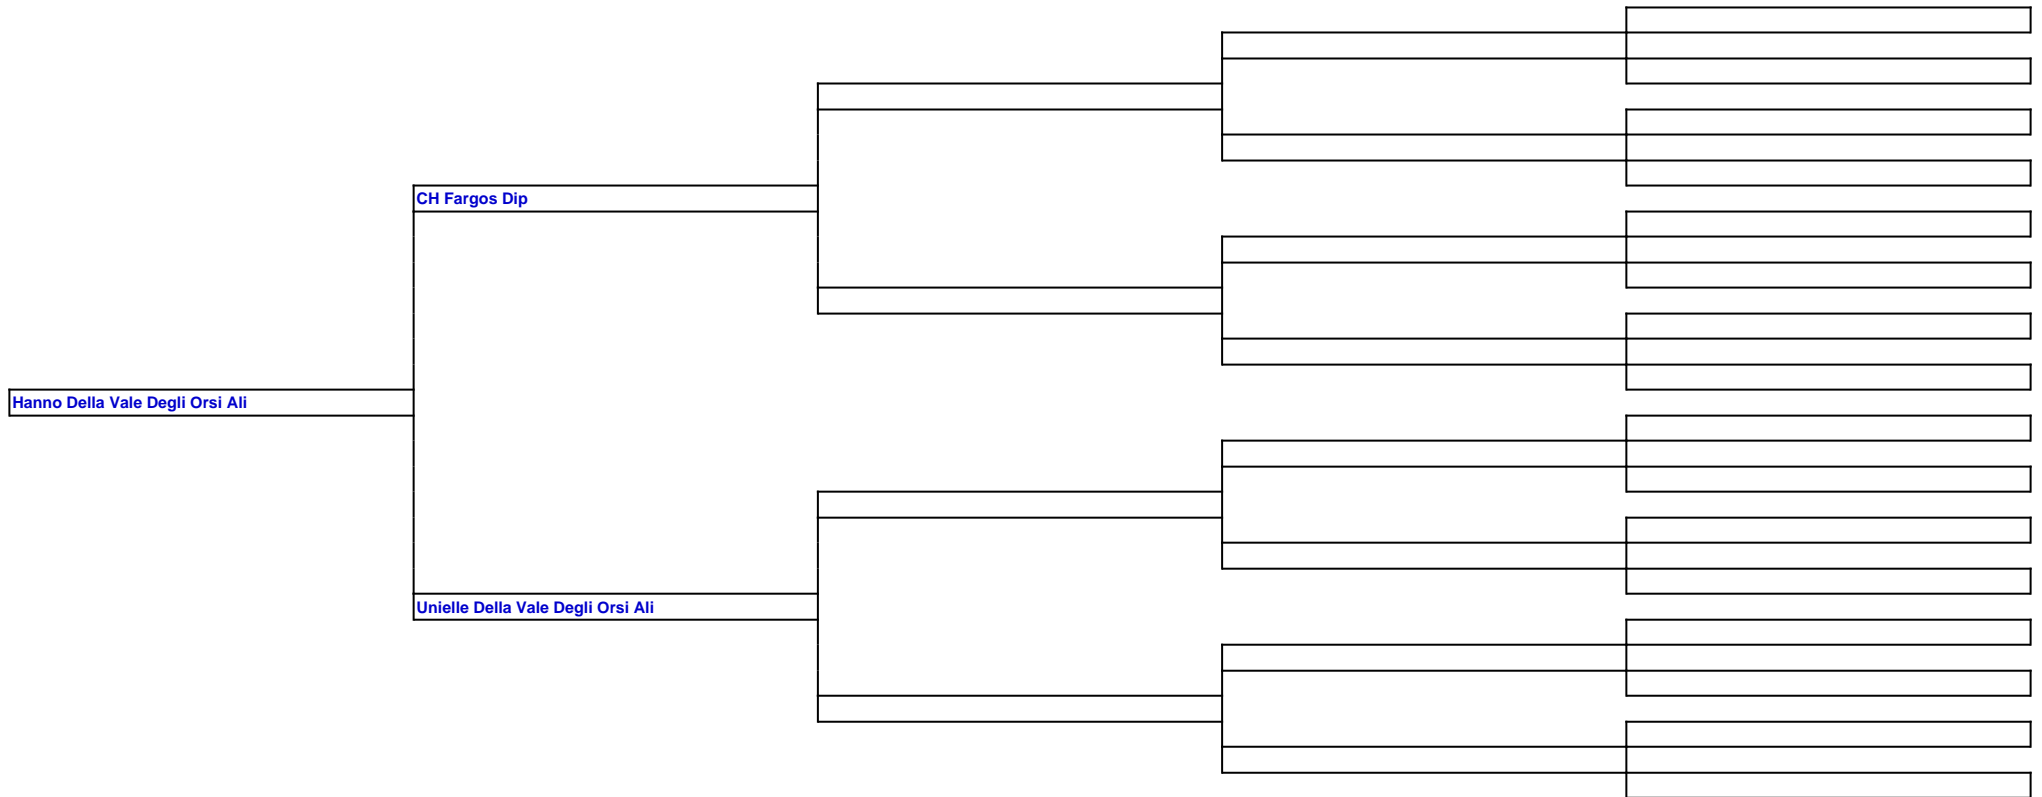 CH Fargos Dip
Hanno Della Vale Degli Orsi Ali
Unielle Della Vale Degli Orsi Ali